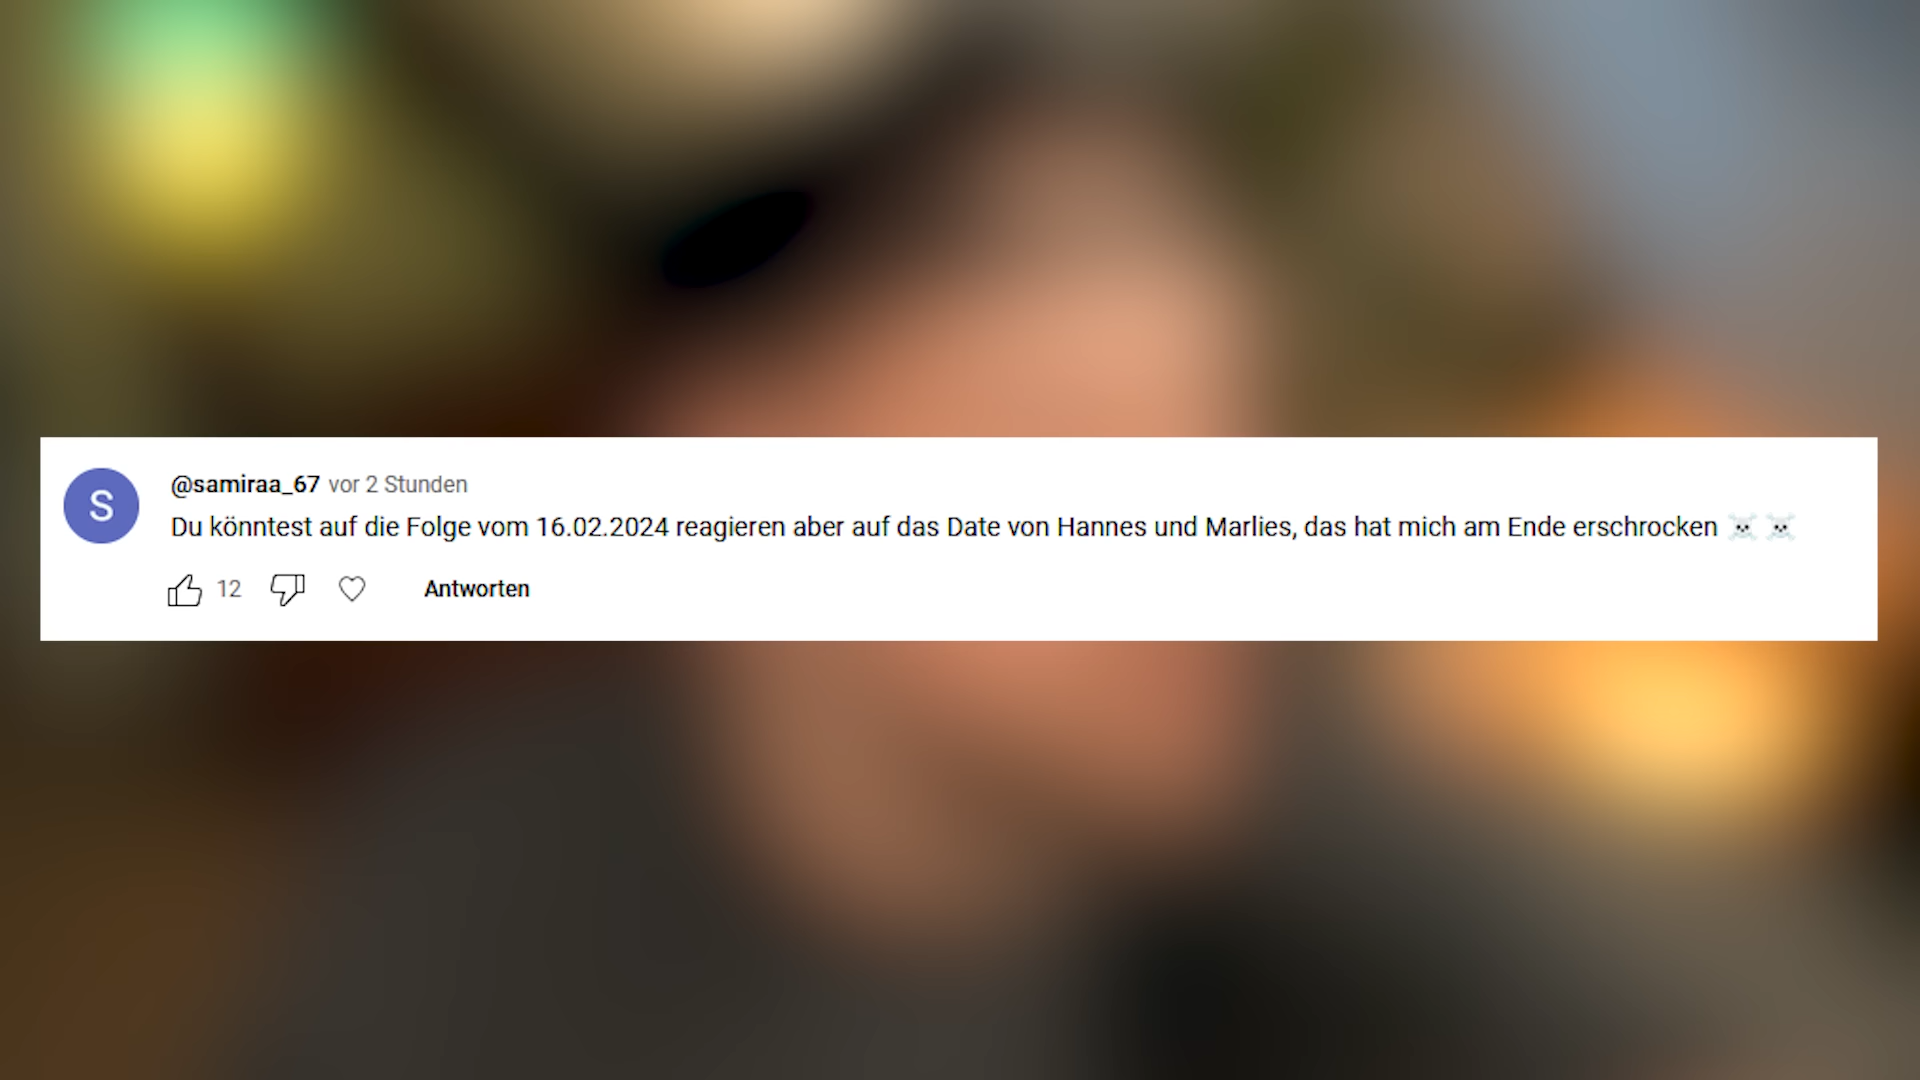 S
@samiraa_67 vor 2 Stunden
Du könntest auf die Folge vom 16.02.2024 reagieren aber auf das Date von Hannes und Marlies, das hat mich am Ende erschrocken ☠️☠️
12 Antworten